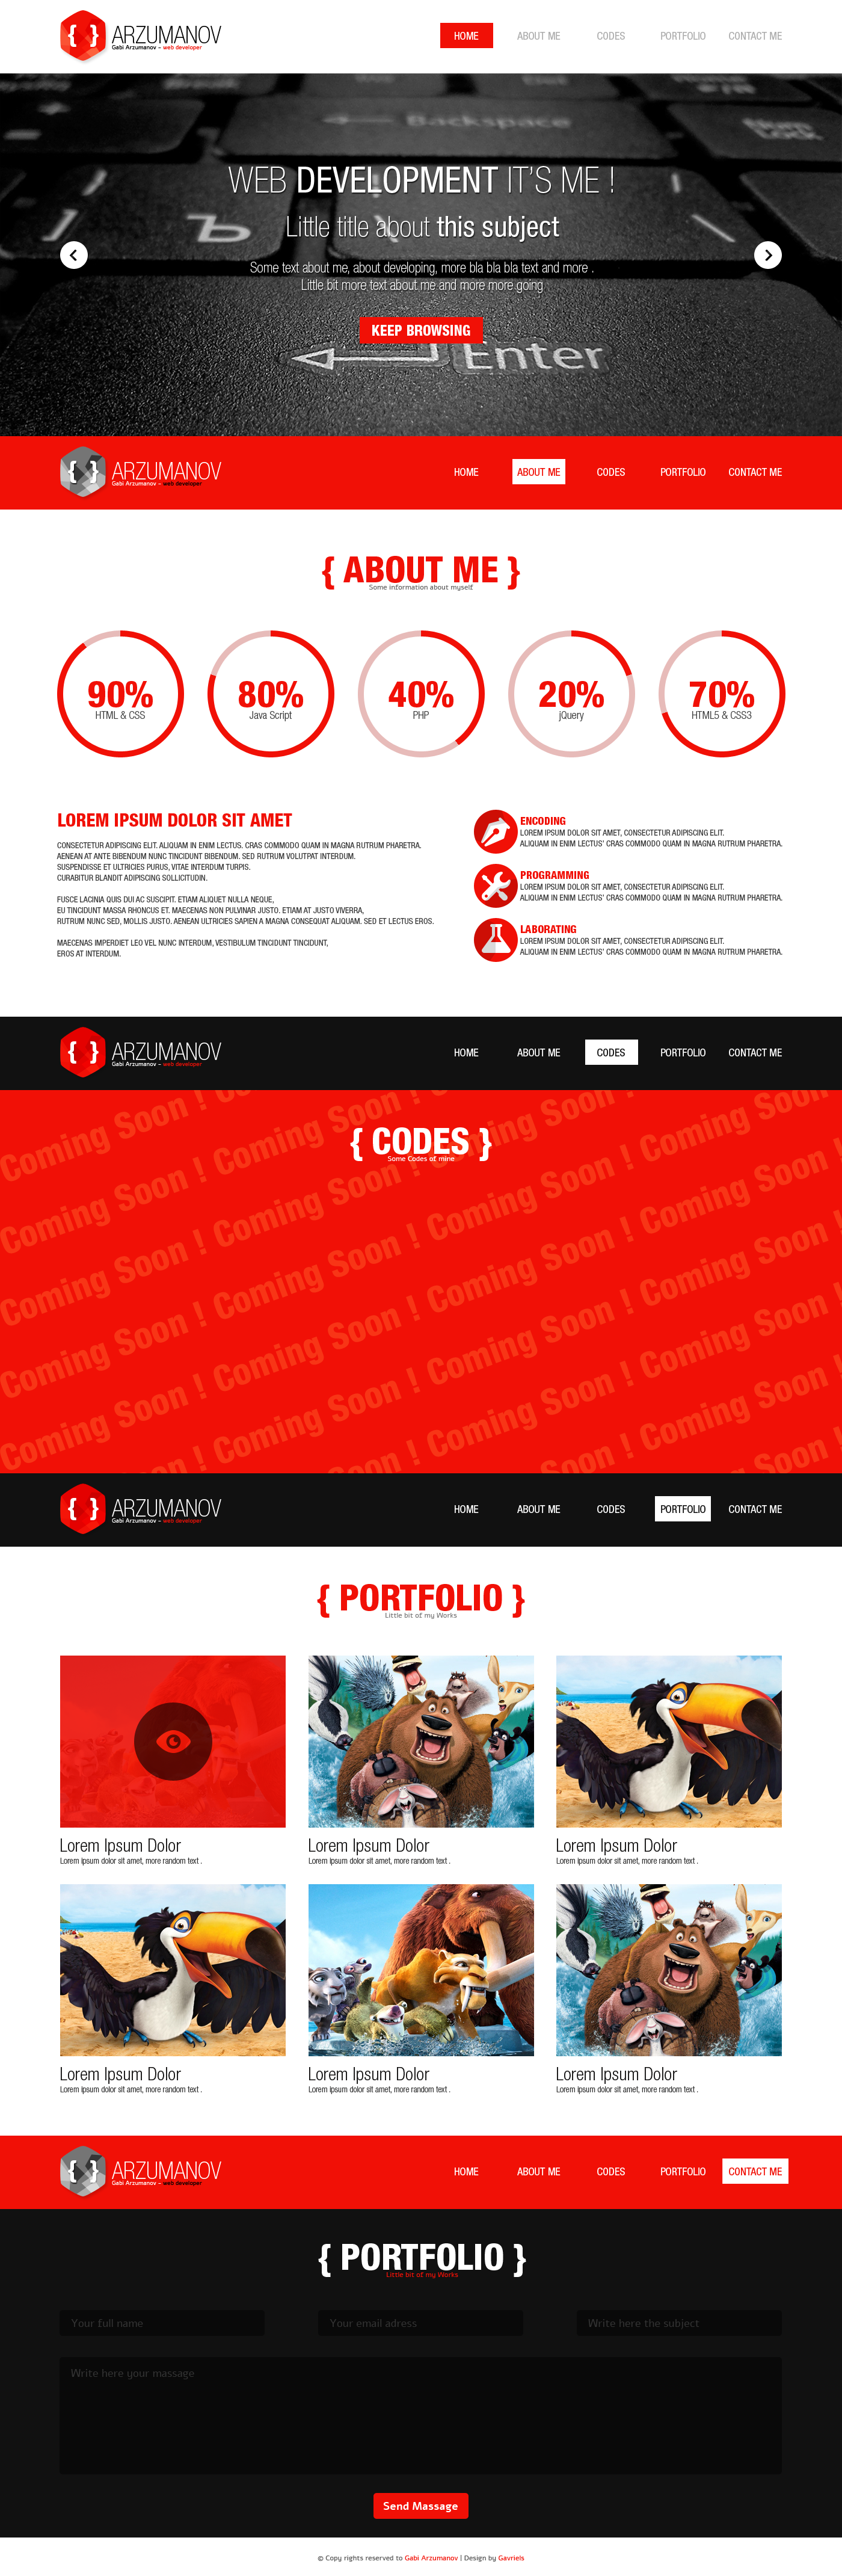 { } ARZUMANOV
Gabi Arzumanov - web developer
HOME ABOUT ME CODES PORTFOLIO CONTACT ME
Backspace
Num Lock
WEB DEVELOPMENT IT'S ME !
Little title about this subject
Some text about me, about developing, more bla bla bla text and more .
Little bit more text about me and more more going
KEEP BROWSING
Enter
{ } ARZUMANOV
Gabi Arzumanov - web developer
HOME ABOUT ME CODES PORTFOLIO CONTACT ME
{ ABOUT ME }
Some information about myself
90% 80% 40% 20% 70%
HTML & CSS Java Script PHP jQuery HTML5 & CSS3
LOREM IPSUM DOLOR SIT AMET
CONSECTETUR ADIPISCING ELIT. ALIQUAM IN ENIM LECTUS. CRAS COMMODO QUAM IN MAGNA RUTRUM PHARETRA.
AENEAN AT ANTE BIBENDUM NUNC TINCIDUNT BIBENDUM. SED RUTRUM VOLUTPAT INTERDUM.
SUSPENDISSE ET ULTRICIES PURUS, VITAE INTERDUM TURPIS.
CURABITUR BLANDIT ADIPISCING SOLLICITUDIN.
FUSCE LACINIA QUIS DUI AC SUSCIPIT. ETIAM ALIQUET NULLA NEQUE,
EU TINCIDUNT MASSA RHONCUS ET. MAECENAS NON PULVINAR JUSTO. ETIAM AT JUSTO VIVERRA,
RUTRUM NUNC SED, MOLLIS JUSTO. AENEAN ULTRICIES SAPIEN A MAGNA CONSEQUAT ALIQUAM. SED ET LECTUS EROS.
MAECENAS IMPERDIET LEO VEL NUNC INTERDUM, VESTIBULUM TINCIDUNT TINCIDUNT,
EROS AT INTERDUM.
ENCODING
LOREM IPSUM DOLOR SIT AMET, CONSECTETUR ADIPISCING ELIT.
ALIQUAM IN ENIM LECTUS' CRAS COMMODO QUAM IN MAGNA RUTRUM PHARETRA.
PROGRAMMING
LOREM IPSUM DOLOR SIT AMET, CONSECTETUR ADIPISCING ELIT.
ALIQUAM IN ENIM LECTUS' CRAS COMMODO QUAM IN MAGNA RUTRUM PHARETRA.
LABORATING
LOREM IPSUM DOLOR SIT AMET, CONSECTETUR ADIPISCING ELIT.
ALIQUAM IN ENIM LECTUS' CRAS COMMODO QUAM IN MAGNA RUTRUM PHARETRA.
{ } ARZUMANOV
Gabi Arzumanov - web developer
HOME ABOUT ME CODES PORTFOLIO CONTACT ME
{ CODES }
Some Codes of mine
Coming Soon ! Coming Soon ! Coming Soon ! Coming Soon !
Coming Soon ! Coming Soon ! Coming Soon ! Coming Soon !
Coming Soon ! Coming Soon ! Coming Soon ! Coming Soon !
Coming Soon ! Coming Soon ! Coming Soon ! Coming Soon !
Coming Soon ! Coming Soon ! Coming Soon ! Coming Soon !
{ } ARZUMANOV
Gabi Arzumanov - web developer
HOME ABOUT ME CODES PORTFOLIO CONTACT ME
{ PORTFOLIO }
Little bit of my Works
Lorem Ipsum Dolor Lorem Ipsum Dolor Lorem Ipsum Dolor
Lorem ipsum dolor sit amet, more random text . Lorem ipsum dolor sit amet, more random text . Lorem ipsum dolor sit amet, more random text .
Lorem Ipsum Dolor Lorem Ipsum Dolor Lorem Ipsum Dolor
Lorem ipsum dolor sit amet, more random text . Lorem ipsum dolor sit amet, more random text . Lorem ipsum dolor sit amet, more random text .
{ } ARZUMANOV
Gabi Arzumanov - web developer
HOME ABOUT ME CODES PORTFOLIO CONTACT ME
{ PORTFOLIO }
Little bit of my Works
Your full name Your email adress Write here the subject
Write here your massage
Send Massage
© Copy rights reserved to Gabi Arzumanov | Design by Gavriels